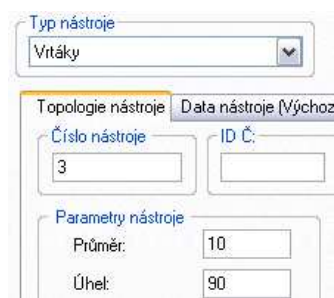 Typ nástroje
Vrtáky
Topologie nástroje Data nástroje (Výchoz
Číslo nástroje ID Č:
3
Parametry nástroje
Průměr: 10
Úhel: 90